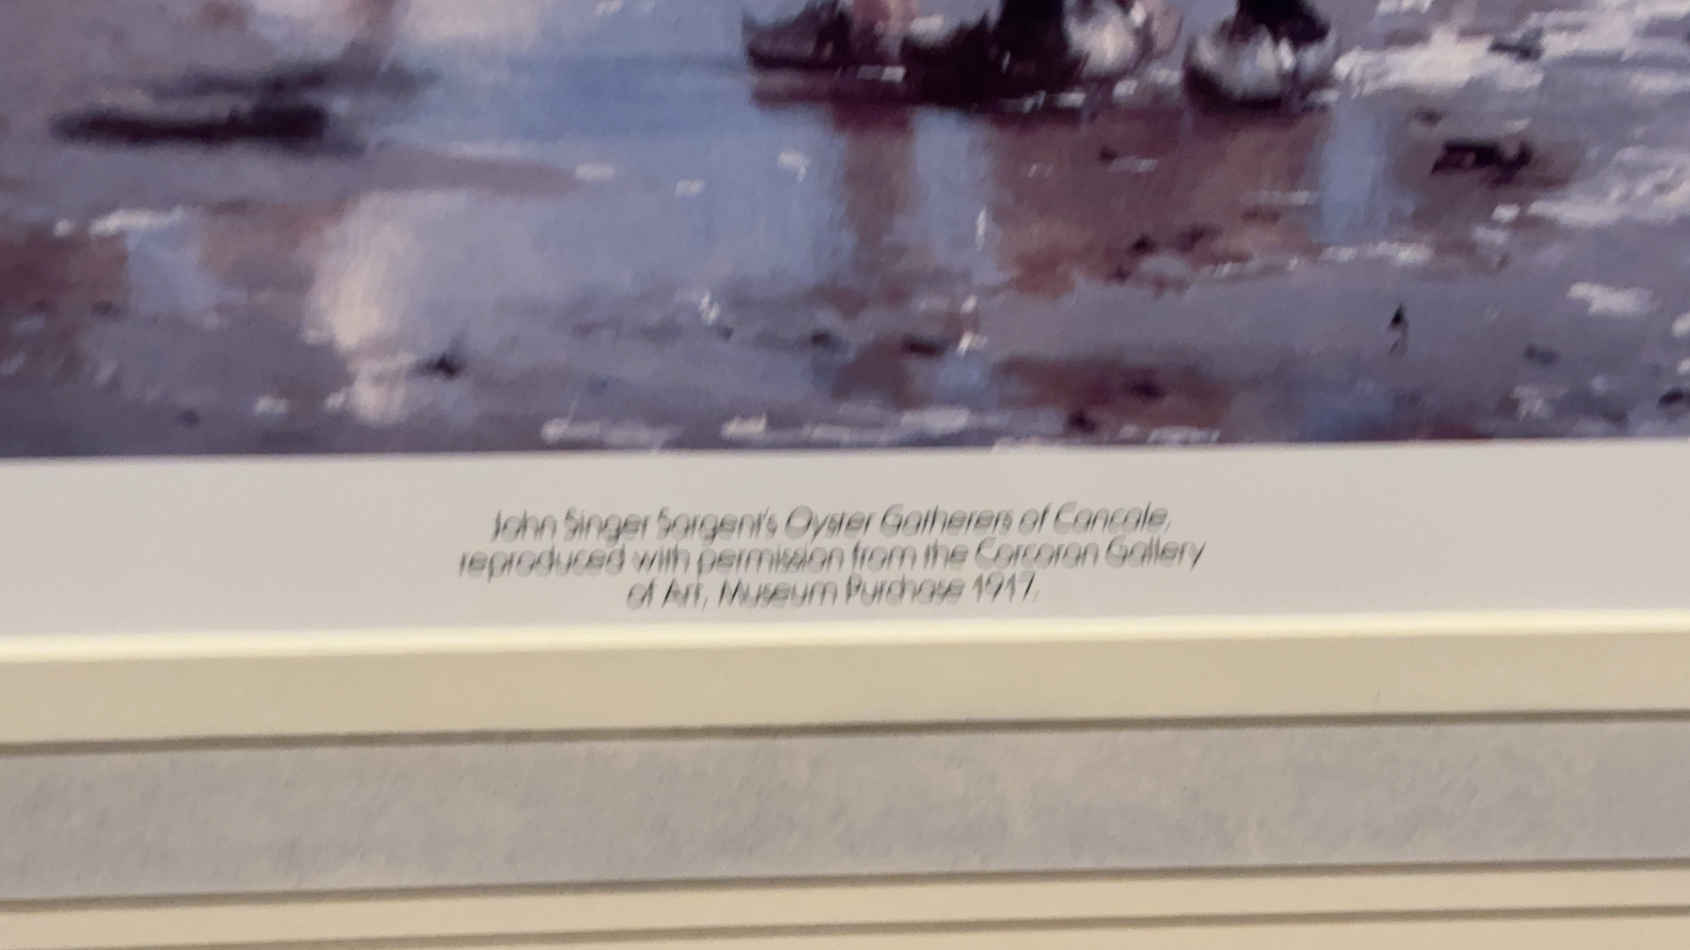 John Singer Sargent's Oyster Gatherers of Cancale,
reproduced with permission from the Corcoran Gallery
of Art, Museum Purchase 1917.